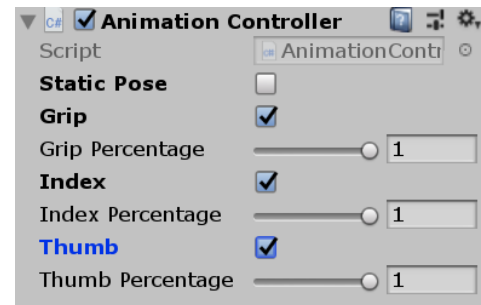 C# Animation Controller
Script C# AnimationContr
Static Pose
Grip
Grip Percentage 1
Index
Index Percentage 1
Thumb
Thumb Percentage 1